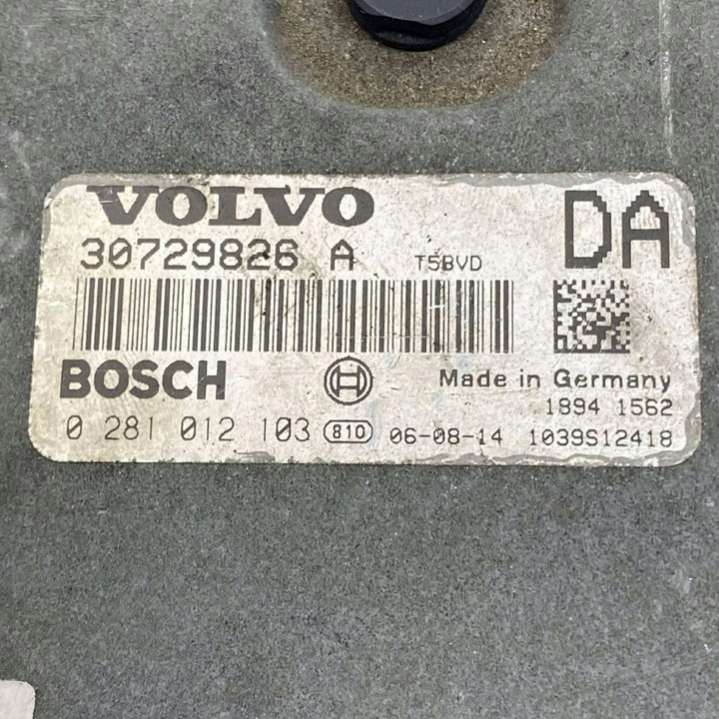 VOLVO
30729826 A T5BVD DA
BOSCH Made in Germany
1894 1562
0 281 012 103 810 06-08-14 1039S12418